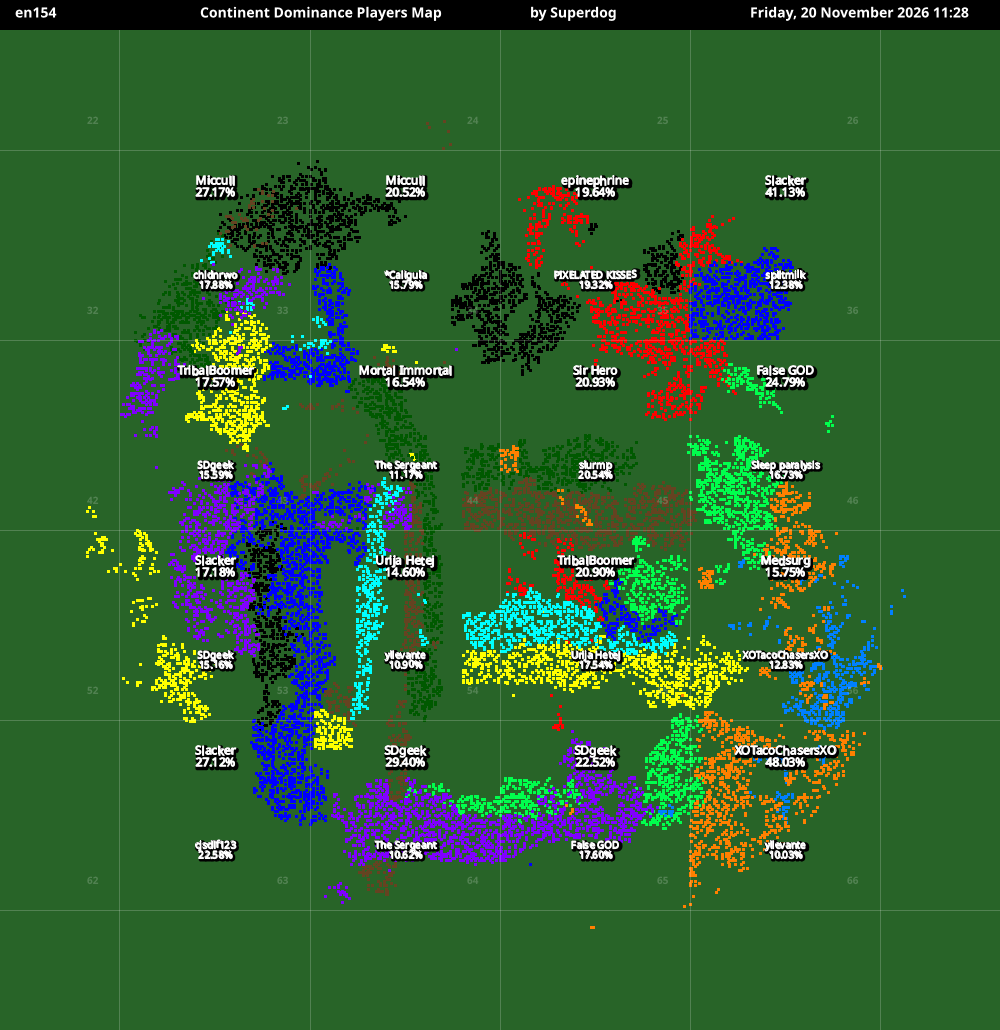 en154 Continent Dominance Players Map by Superdog Friday, 20 November 2026 11:28
22 23 24 25 26
Miccull Miccull epinephrine Slacker
27.17% 20.52% 19.64% 41.13%
chidnrwo *Caligula PIXELATED KISSES splitmilk
17.88% 15.79% 19.32% 12.38%
32 33 35 36
TribalBoomer Mortal Immortal Sir Hero False GOD
17.57% 16.54% 20.93% 24.79%
SDgeek The Sergeant slurmp Sleep paralysis
15.59% 11.17% 20.54% 16.73%
42 44 45 46
Slacker Urija Hetej TribalBoomer Medsurg
17.18% 14.60% 20.90% 15.75%
SDgeek yllevante Urija Hetej XOTacoChasersXO
15.16% 10.90% 17.54% 12.83%
52 53 54
Slacker SDgeek SDgeek XOTacoChasersXO
27.12% 29.40% 22.52% 48.03%
The Sergeant False GOD yllevante
22.58% 10.62% 17.60% 10.03%
62 63 64 65 66